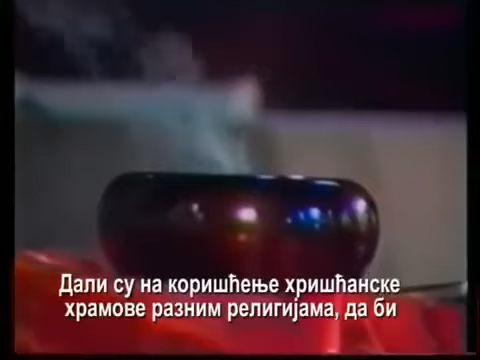 Дали су на коришћење хришћанске
храмове разним религијама, да би